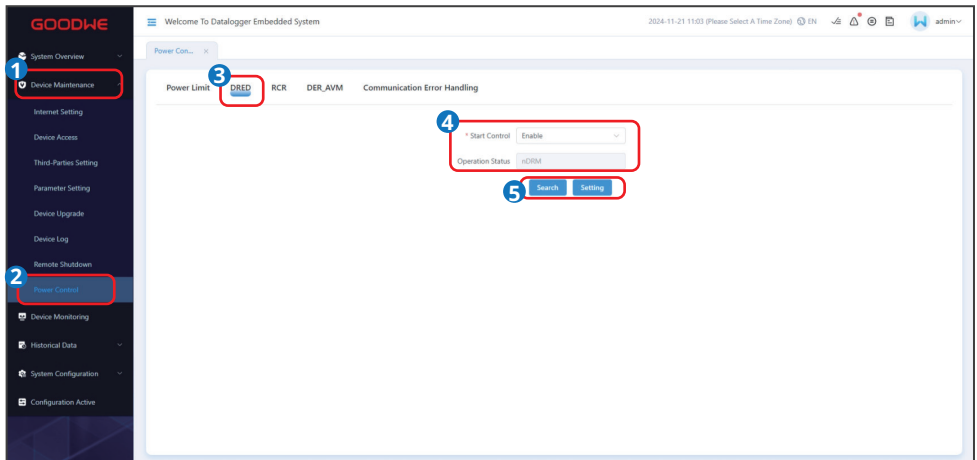 GOODWE
Welcome To Datalogger Embedded System
2024-11-21 11:03 (Please Select A Time Zone) EN
admin
System Overview
Power Con... ×
1
Device Maintenance
3
Power Limit DRED RCR DER_AVM Communication Error Handling
Internet Setting
4
* Start Control Enable
Device Access
Operation Status nDRM
Third-Parties Setting
5
Search Setting
Parameter Setting
Device Upgrade
Device Log
Remote Shutdown
2
Power Control
Device Monitoring
Historical Data
System Configuration
Configuration Active